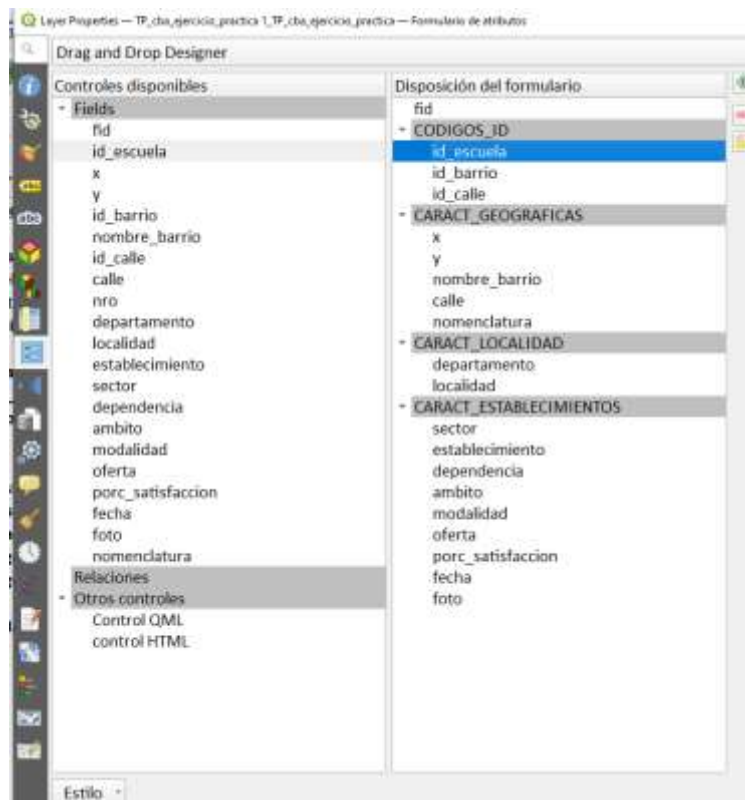 Layer Properties — TP_cba_ejercicio_practica 1_TP_cba_ejercicio_practica — Formulario de atributos
Drag and Drop Designer
Controles disponibles
Fields
fid
id_escuela
x
y
id_barrio
nombre_barrio
id_calle
calle
nro
departamento
localidad
establecimiento
sector
dependencia
ambito
modalidad
oferta
porc_satisfaccion
fecha
foto
nomenclatura
Relaciones
Otros controles
Control QML
control HTML
Disposición del formulario
fid
CODIGOS_ID
id_escuela
id_barrio
id_calle
CARACT_GEOGRAFICAS
x
y
nombre_barrio
calle
nomenclatura
CARACT_LOCALIDAD
departamento
localidad
CARACT_ESTABLECIMIENTOS
sector
establecimiento
dependencia
ambito
modalidad
oferta
porc_satisfaccion
fecha
foto
Estilo